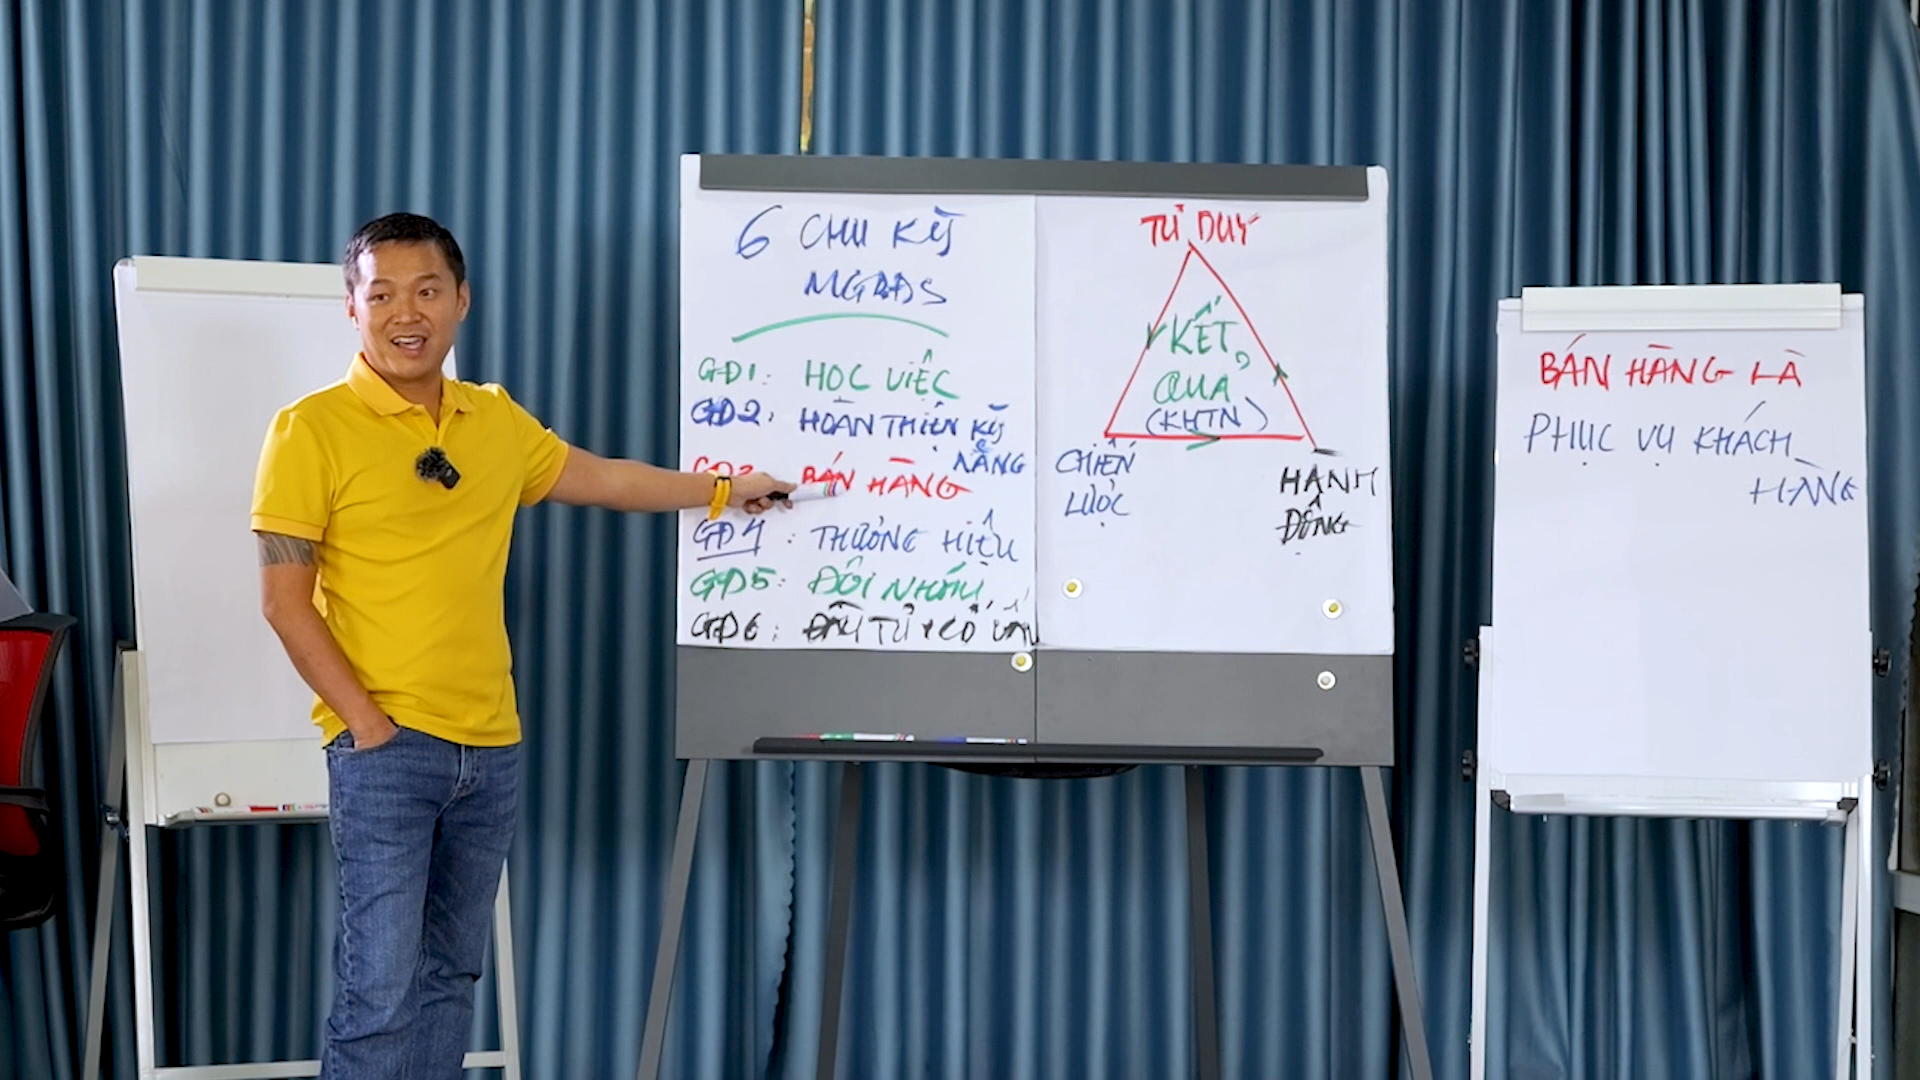 6 CHU KỲ
MGBĐS
GĐ1: HỌC VIỆC
GĐ2: HOÀN THIỆN KỸ
NĂNG
GĐ3 BÁN HÀNG
GĐ4: THƯƠNG HIỆU
GĐ5: ĐỘI NHÓM
GĐ6: ĐẦU TƯ + CỐ VẤN
TƯ DUY
KẾT
QUẢ
(KHTN)
CHIẾN
LƯỢC
HÀNH
ĐỘNG
BÁN HÀNG LÀ
PHỤC VỤ KHÁCH
HÀNG